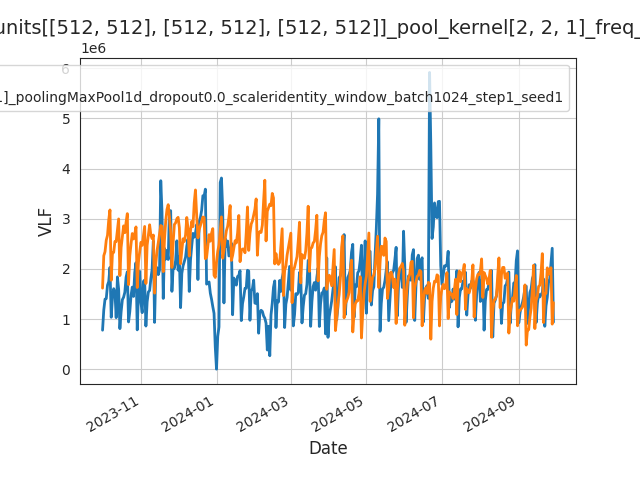 units[[512, 512], [512, 512], [512, 512]]_pool_kernel[2, 2, 1]_freq_
1e6
1]_poolingMaxPool1d_dropout0.0_scaleridentity_window_batch1024_step1_seed1
6
5
4
3
2
1
0
VLF
2023-11
2024-01
2024-03
2024-05
2024-07
2024-09
Date